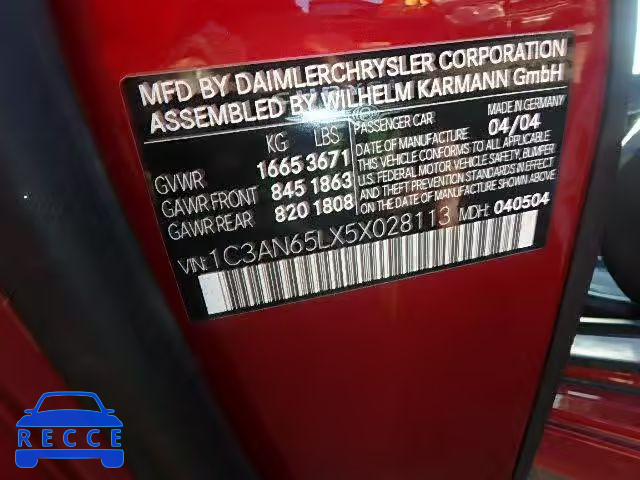 MFD BY DAIMLERCHRYSLER CORPORATION
ASSEMBLED BY WILHELM KARMANN GmbH
KG LBS
GVWR 1665 3671
GAWR FRONT 845 1863
GAWR REAR 820 1808
PASSENGER CAR MADE IN GERMANY
DATE OF MANUFACTURE 04/04
THIS VEHICLE CONFORMS TO ALL APPLICABLE
U.S. FEDERAL MOTOR VEHICLE SAFETY, BUMPER
AND THEFT PREVENTION STANDARDS IN EFFECT
ON THE DATE OF MANUFACTURE SHOWN ABOVE.
VIN: 1C3AN65LX5X028113 MDH: 040504
RECCE